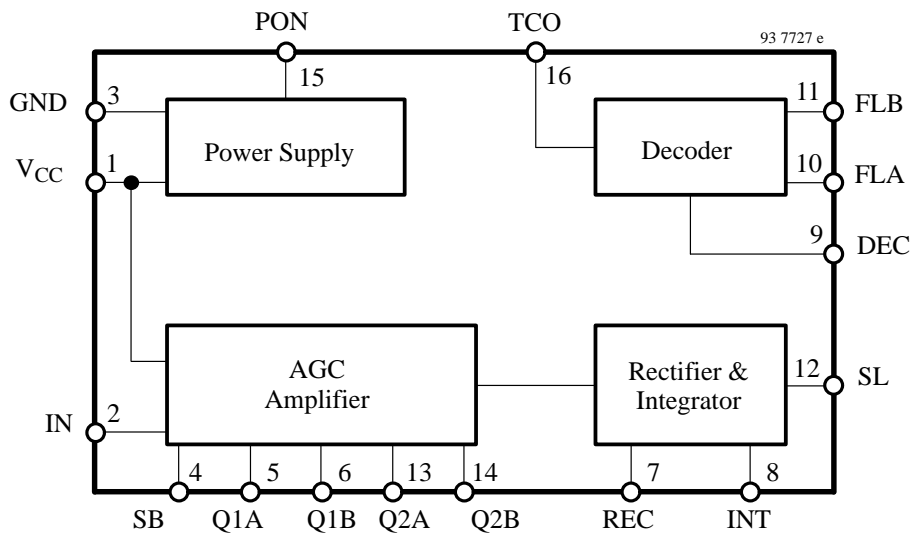 PON
TCO
93 7727 e
GND
3
15
16
11
FLB
Power Supply
Decoder
VCC
1
10
FLA
9
DEC
AGC
Amplifier
Rectifier &
Integrator
12
SL
IN
2
4
5
6
13
14
7
8
SB
Q1A
Q1B
Q2A
Q2B
REC
INT